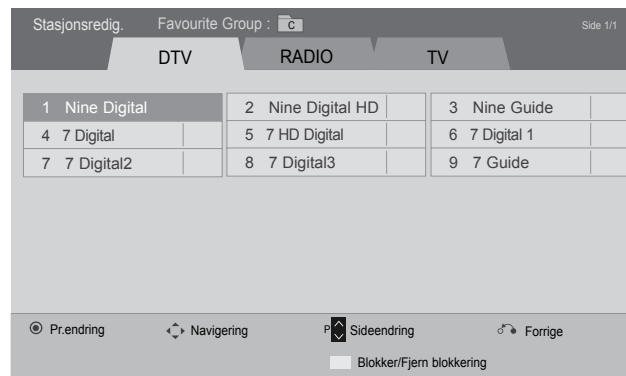 Stasjonsredig. Favourite Group : C Side 1/1
DTV RADIO TV
1 Nine Digital 2 Nine Digital HD 3 Nine Guide
4 7 Digital 5 7 HD Digital 6 7 Digital 1
7 7 Digital2 8 7 Digital3 9 7 Guide
Pr.endring Navigering P Sideendring Forrige
Blokker/Fjern blokkering